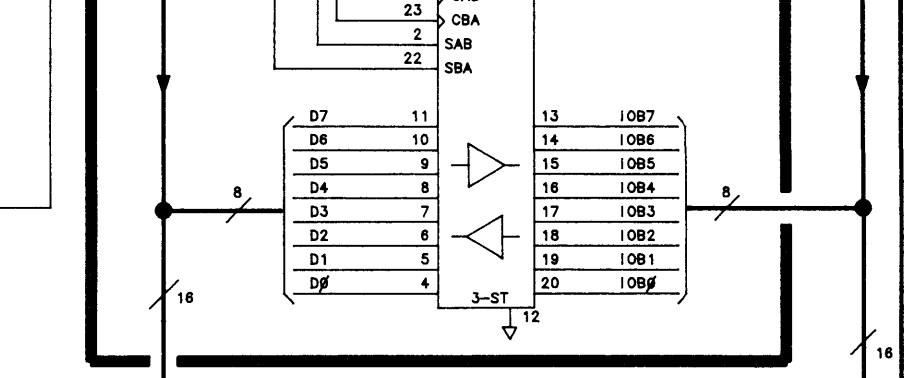 23 CBA
2 SAB
22 SBA
D7 11 13 IOB7
D6 10 14 IOB6
D5 9 15 IOB5
D4 8 16 IOB4
8 8
D3 7 17 IOB3
D2 6 18 IOB2
D1 5 19 IOB1
D0 4 20 IOB0
16
3-ST
12
16